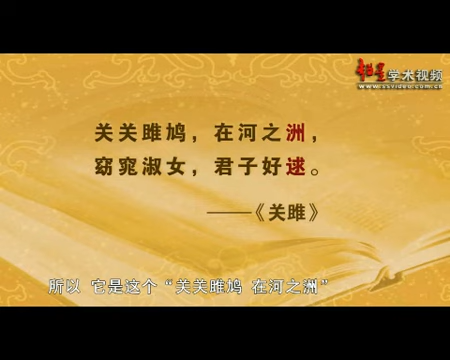 超星学术视频
www.ssvideo.com.cn
关关雎鸠，在河之洲，
窈窕淑女，君子好逑。
——《关雎》
所以 它是这个“关关雎鸠 在河之洲”